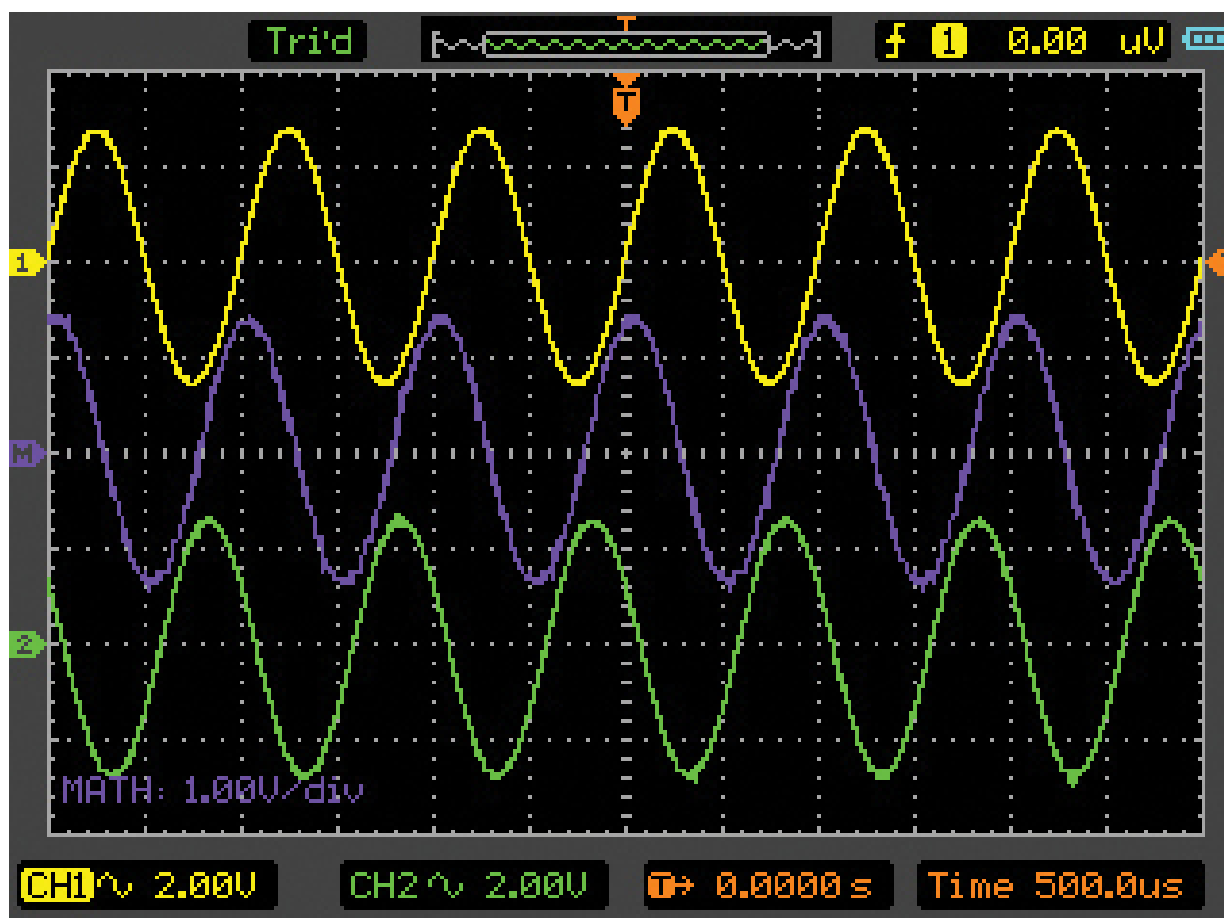 Tri'd T 1 0.00 uV
T
1
M
2
MATH: 1.00V/div
CH1 2.00V CH2 2.00V T 0.0000s Time 500.0us